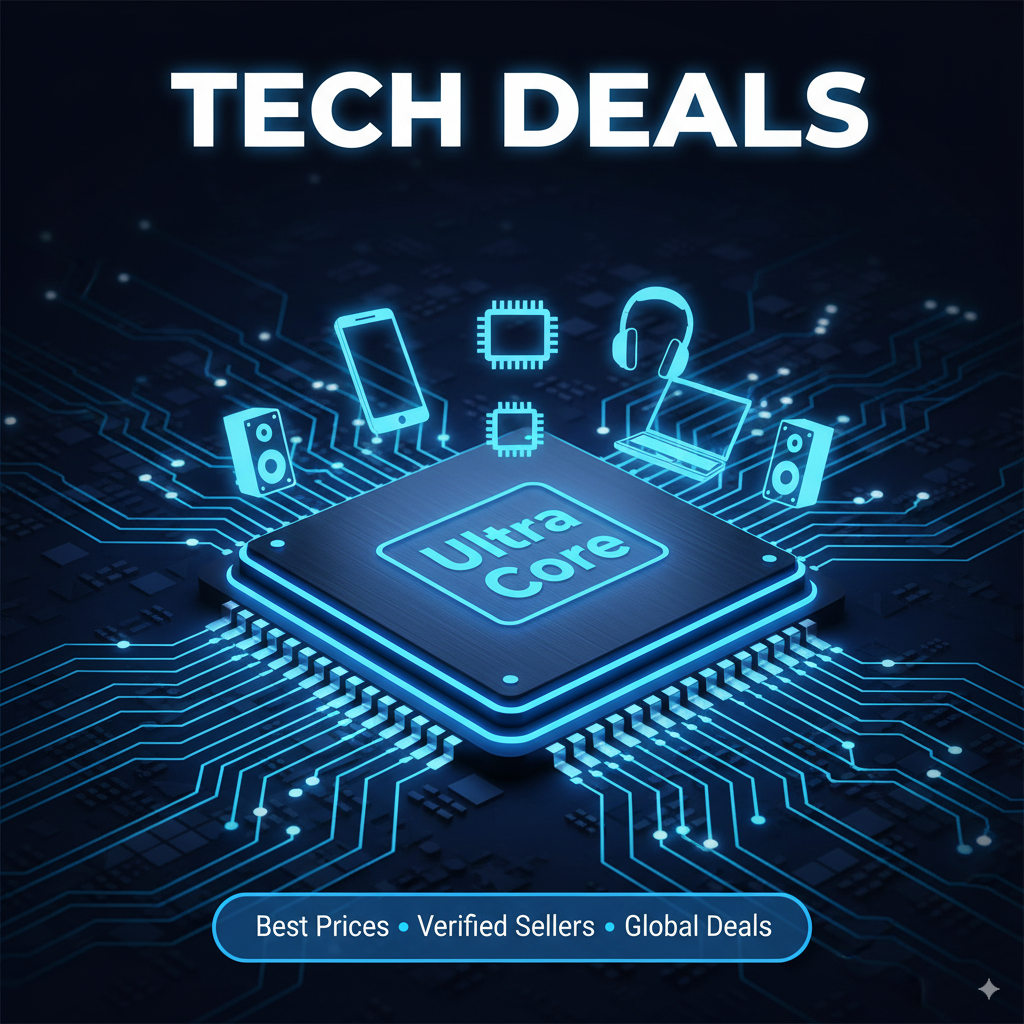 TECH DEALS
Ultra
Core
Best Prices • Verified Sellers • Global Deals